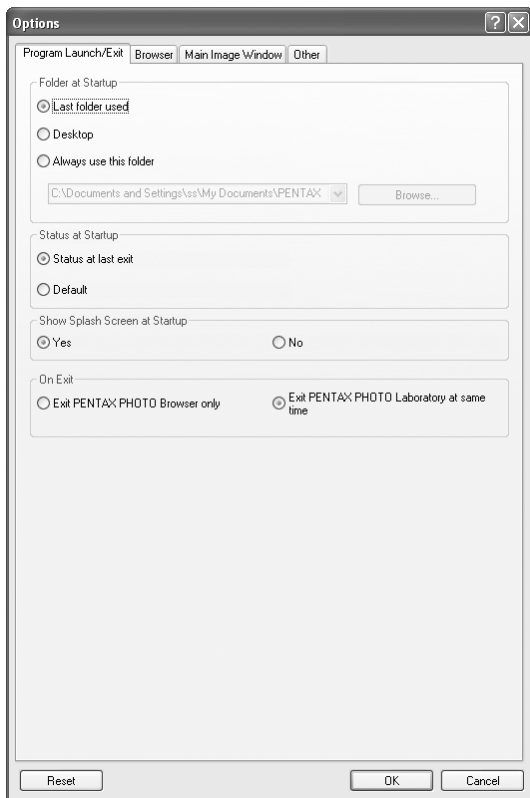 Options
Program Launch/Exit Browser Main Image Window Other
Folder at Startup
Last folder used
Desktop
Always use this folder
C:\Documents and Settings\ss\My Documents\PENTAX Browse...
Status at Startup
Status at last exit
Default
Show Splash Screen at Startup
Yes No
On Exit
Exit PENTAX PHOTO Browser only Exit PENTAX PHOTO Laboratory at same
time
Reset OK Cancel